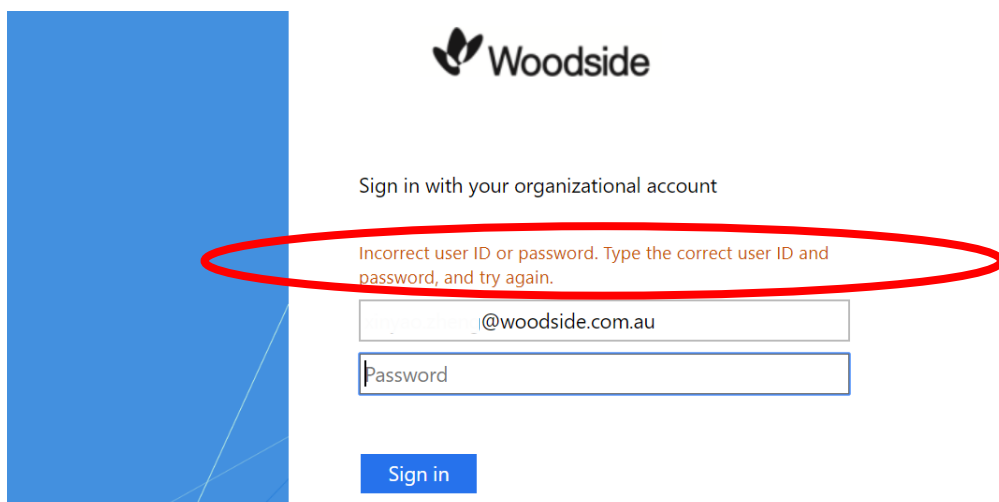 Woodside
Sign in with your organizational account
Incorrect user ID or password. Type the correct user ID and
password, and try again.
@woodside.com.au
Password
Sign in